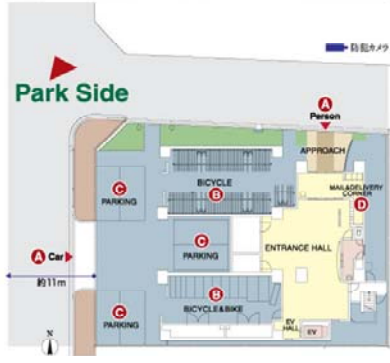 防犯カメラ
Park Side
A
Person
APPROACH
MAIL&DELIVERY
CORNER
BICYCLE
B
C
PARKING
D
C
PARKING
ENTRANCE HALL
A Car
約11m
C
PARKING
B
BICYCLE&BIKE
EV
HALL
EV
N